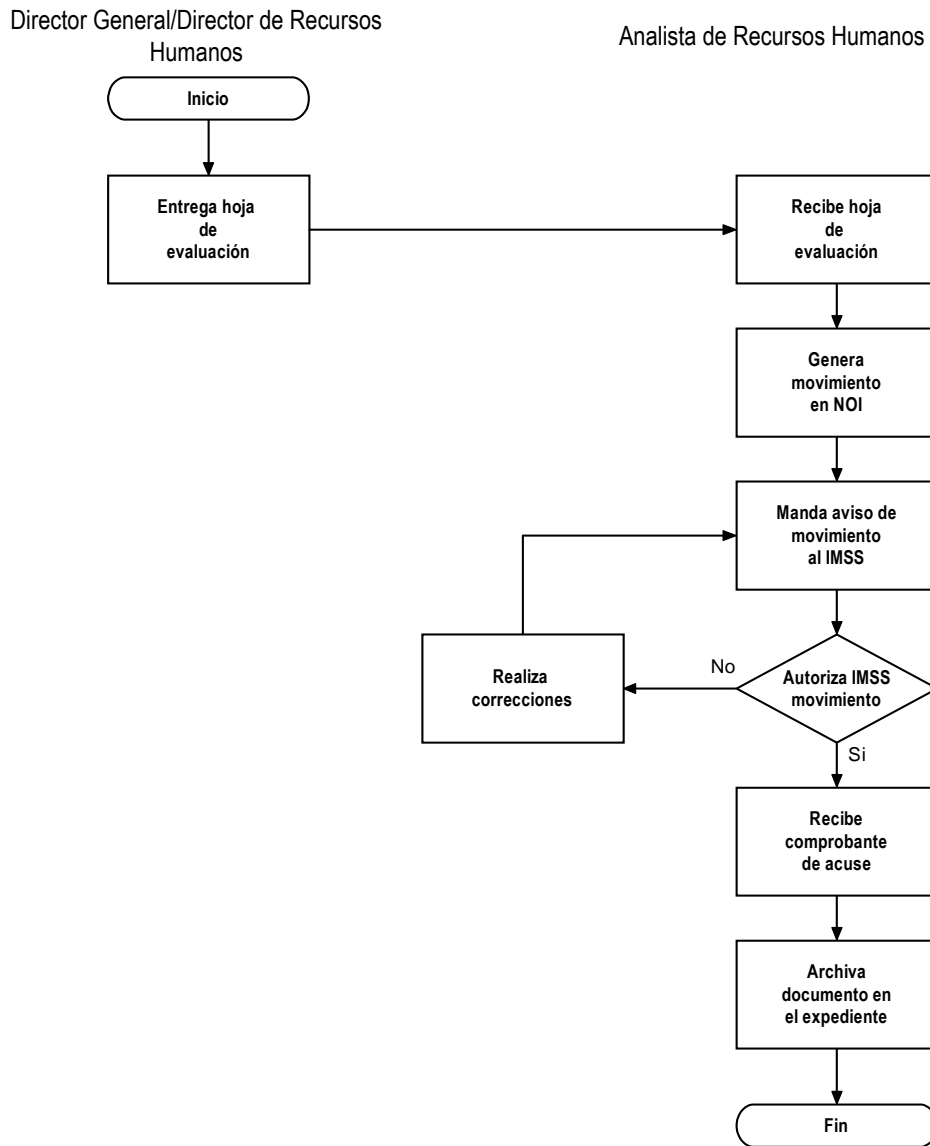 Director General/Director de Recursos
Humanos
Analista de Recursos Humanos
Inicio
Entrega hoja
de
evaluación
Recibe hoja
de
evaluación
Genera
movimiento
en NOI
Manda aviso de
movimiento
al IMSS
Realiza
correcciones
No
Autoriza IMSS
movimiento
Si
Recibe
comprobante
de acuse
Archiva
documento en
el expediente
Fin